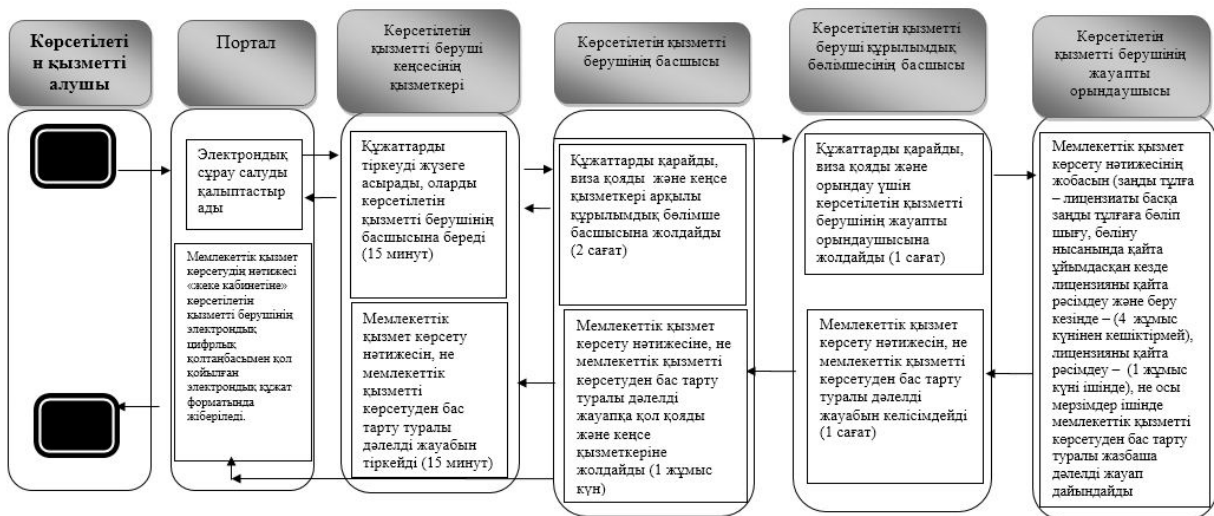 Көрсетілеті
н қызметті
алушы
Портал
Көрсетілетін
қызметті беруші
кеңсесінің
қызметкері
Көрсетілетін қызметті
берушінің басшысы
Көрсетілетін қызметті
беруші құрылымдық
бөлімшесінің басшысы
Көрсетілетін
қызметті берушінің
жауапты
орындаушысы
Электрондық
сұрау салуды
қалыптастыр
ады
Құжаттарды
тіркеуді жүзеге
асырады, оларды
көрсетілетін
қызметті берушінің
басшысына береді
(15 минут)
Құжаттарды қарайды,
виза қояды және кеңсе
қызметкері арқылы
құрылымдық бөлімше
басшысына жолдайды
(2 сағат)
Құжаттарды қарайды,
виза қояды және
орындау үшін
көрсетілетін қызметті
берушінің жауапты
орындаушысына
жолдайды (1 сағат)
Мемлекеттік қызмет
көрсету нәтижесінің
жобасын (заңды тұлға
– лицензиаты басқа
заңды тұлғаға бөліп
шығу, бөліну
нысанында қайта
ұйымдасқан кезде
лицензияны қайта
рәсімдеу және беру
кезінде – (4 жұмыс
күнінен кешіктірмей),
лицензияны қайта
рәсімдеу – (1 жұмыс
күні ішінде), не осы
мерзімдер ішінде
мемлекеттік қызметті
көрсетуден бас тарту
туралы жазбаша
дәлелді жауап
дайындайды
Мемлекеттік қызмет
көрсетудің нәтижесі
«жеке кабинетіне»
көрсетілетін
қызметті берушінің
электрондық
цифрлық
қолтаңбасымен қол
қойылған
электрондық құжат
форматында
жіберіледі.
Мемлекеттік
қызмет көрсету
нәтижесін, не
мемлекеттік
қызметті
көрсетуден бас
тарту туралы
дәлелді жауабын
тіркейді (15 минут)
Мемлекеттік қызмет
көрсету нәтижесіне, не
мемлекеттік қызметті
көрсетуден бас тарту
туралы дәлелді
жауапқа қол қояды
және кеңсе
қызметкеріне
жолдайды (1 жұмыс
күн)
Мемлекеттік қызмет
көрсету нәтижесін, не
мемлекеттік қызметті
көрсетуден бас тарту
туралы дәлелді
жауабын келісімдейді
(1 сағат)